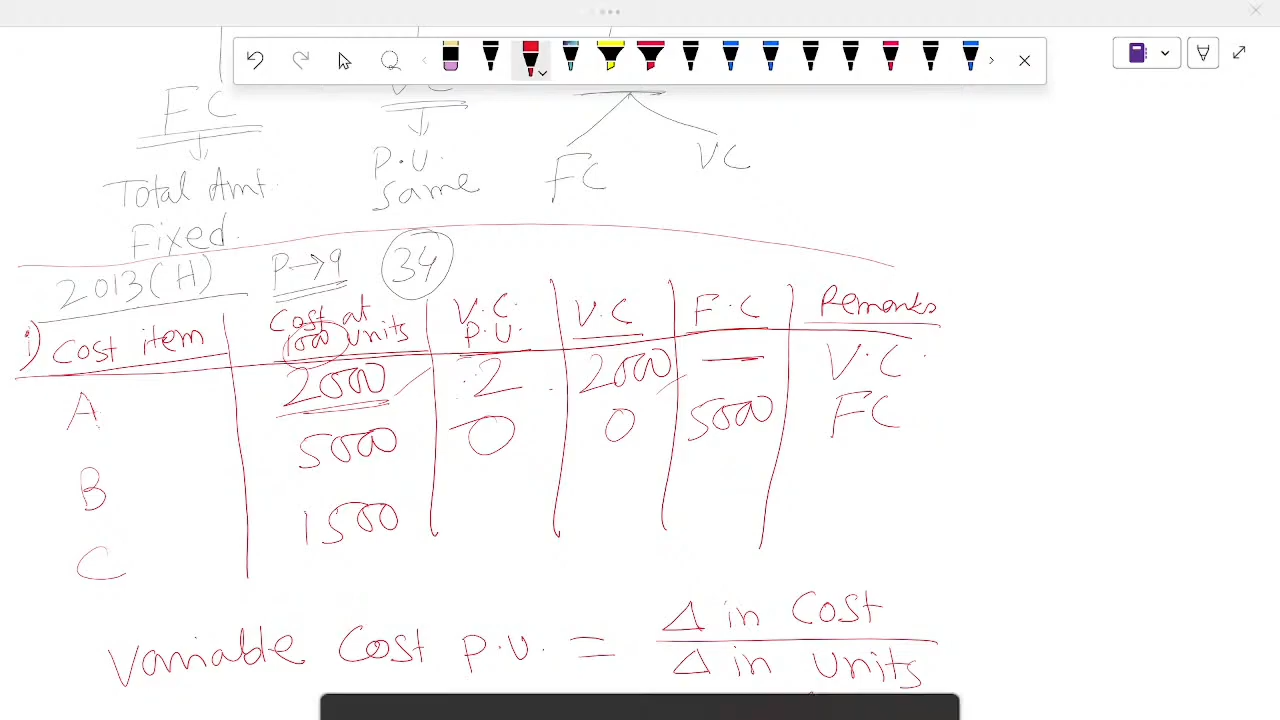 FC VC
Total Amt Fixed. P.U. Same FC VC
2013(H) P→9 34
i) Cost item Cost at 1000 units V.C. P.U. V.C F.C Remarks
A 2000 2 2000 — V.C.
B 5000 0 0 5000 FC
C 1500
Variable Cost P.U. = Δ in Cost
Δ in Units